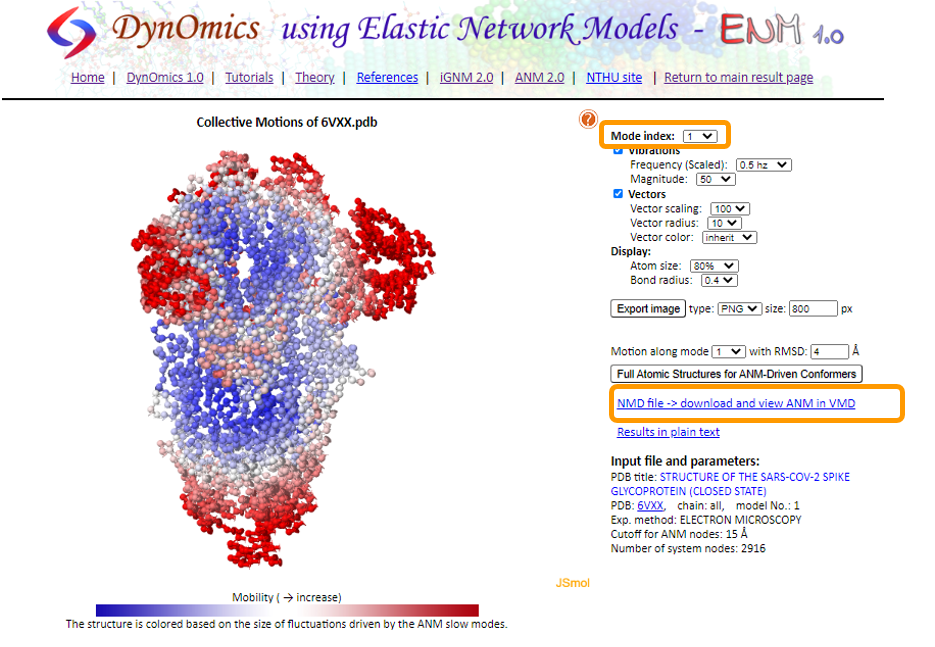 DynOmics using Elastic Network Models - ENM 1.0
Home | DynOmics 1.0 | Tutorials | Theory | References | iGNM 2.0 | ANM 2.0 | NTHU site | Return to main result page
Collective Motions of 6VXX.pdb
?
Mode index: 1
Vibrations
Frequency (Scaled): 0.5 hz
Magnitude: 50
Vectors
Vector scaling: 100
Vector radius: 10
Vector color: inherit
Display:
Atom size: 80%
Bond radius: 0.4
Export image type: PNG size: 800 px
Motion along mode 1 with RMSD: 4 Å
Full Atomic Structures for ANM-Driven Conformers
NMD file -> download and view ANM in VMD
Results in plain text
Input file and parameters:
PDB title: STRUCTURE OF THE SARS-COV-2 SPIKE
GLYCOPROTEIN (CLOSED STATE)
PDB: 6VXX, chain: all, model No.: 1
Exp. method: ELECTRON MICROSCOPY
Cutoff for ANM nodes: 15 Å
Number of system nodes: 2916
JSmol
Mobility ( → increase)
The structure is colored based on the size of fluctuations driven by the ANM slow modes.